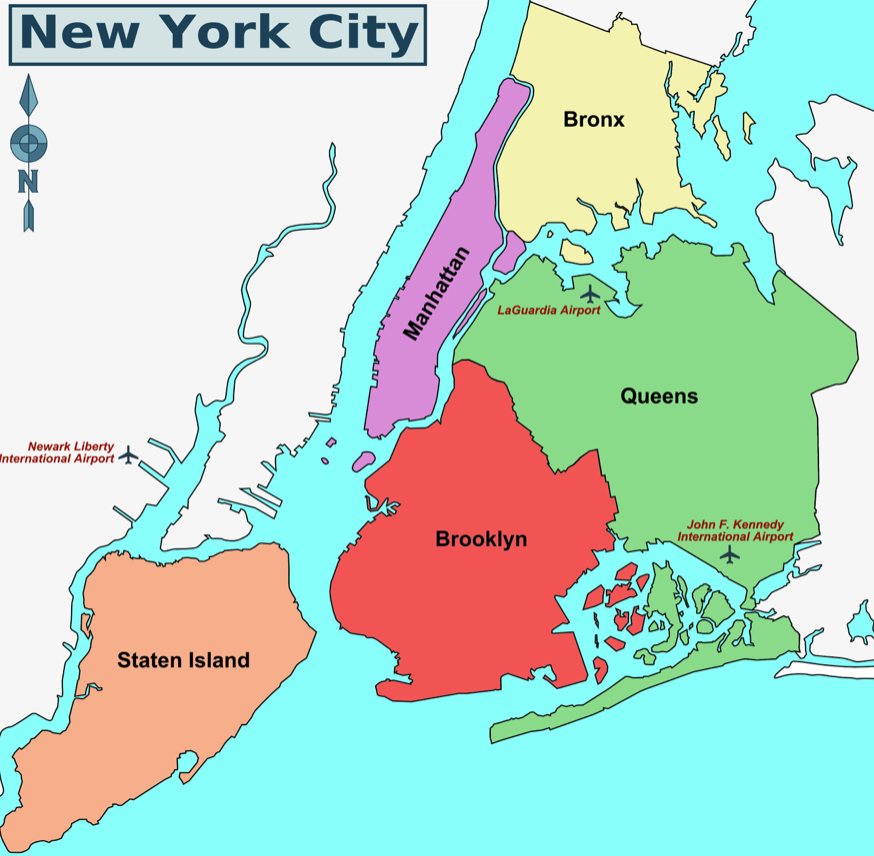 New York City
N
Bronx
Manhattan
LaGuardia Airport
Queens
Newark Liberty
International Airport
Brooklyn
John F. Kennedy
International Airport
Staten Island